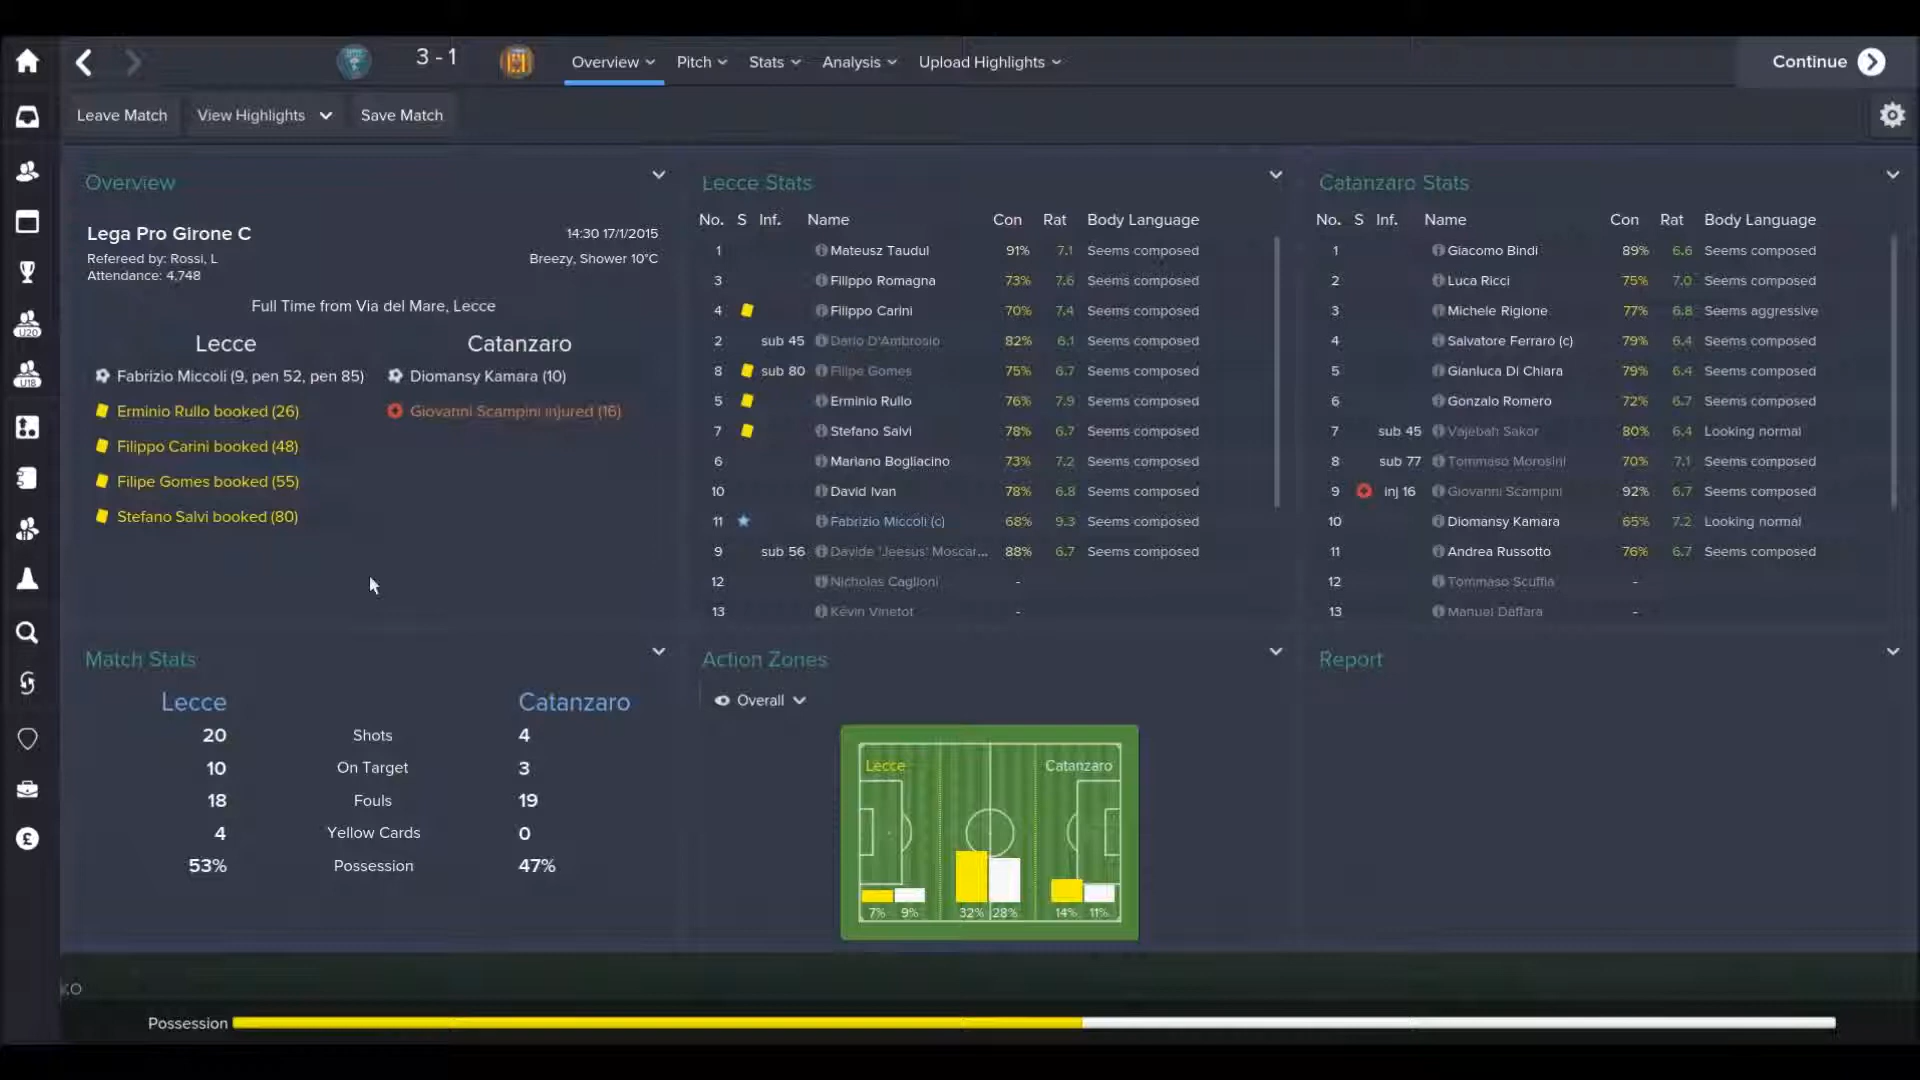 3 - 1
Overview Pitch Stats Analysis Upload Highlights Continue
Leave Match View Highlights Save Match
U20
U18
Overview
Lega Pro Girone C 14:30 17/1/2015
Refereed by: Rossi, L Breezy, Shower 10°C
Attendance: 4,748
Full Time from Via del Mare, Lecce
Lecce Catanzaro
Fabrizio Miccoli (9, pen 52, pen 85) Diomansy Kamara (10)
Erminio Rullo booked (26) Giovanni Scampini injured (16)
Filippo Carini booked (48)
Filipe Gomes booked (55)
Stefano Salvi booked (80)
Lecce Stats
No. S Inf. Name Con Rat Body Language
1 Mateusz Taudul 91% 7.1 Seems composed
3 Filippo Romagna 73% 7.6 Seems composed
4 Filippo Carini 70% 7.4 Seems composed
2 sub 45 Dario D'Ambrosio 82% 6.1 Seems composed
8 sub 80 Filipe Gomes 75% 6.7 Seems composed
5 Erminio Rullo 76% 7.9 Seems composed
7 Stefano Salvi 78% 6.7 Seems composed
6 Mariano Bogliacino 73% 7.2 Seems composed
10 David Ivan 78% 6.8 Seems composed
11 Fabrizio Miccoli (c) 68% 9.3 Seems composed
9 sub 56 Davide 'Jeesus' Moscar... 88% 6.7 Seems composed
12 Nicholas Caglioni -
13 Kévin Vinetot -
Catanzaro Stats
No. S Inf. Name Con Rat Body Language
1 Giacomo Bindi 89% 6.6 Seems composed
2 Luca Ricci 75% 7.0 Seems composed
3 Michele Rigione 77% 6.8 Seems aggressive
4 Salvatore Ferraro (c) 79% 6.4 Seems composed
5 Gianluca Di Chiara 79% 6.4 Seems composed
6 Gonzalo Romero 72% 6.7 Seems composed
7 sub 45 Vajebah Sakor 80% 6.4 Looking normal
8 sub 77 Tommaso Morosini 70% 7.1 Seems composed
9 inj 16 Giovanni Scampini 92% 6.7 Seems composed
10 Diomansy Kamara 65% 7.2 Looking normal
11 Andrea Russotto 76% 6.7 Seems composed
12 Tommaso Scuffia -
13 Manuel Daffara -
Match Stats
Lecce Catanzaro
20 Shots 4
10 On Target 3
18 Fouls 19
4 Yellow Cards 0
53% Possession 47%
Action Zones
Overall
Lecce Catanzaro
7% 9% 32% 28% 14% 11%
Report
KO
Possession